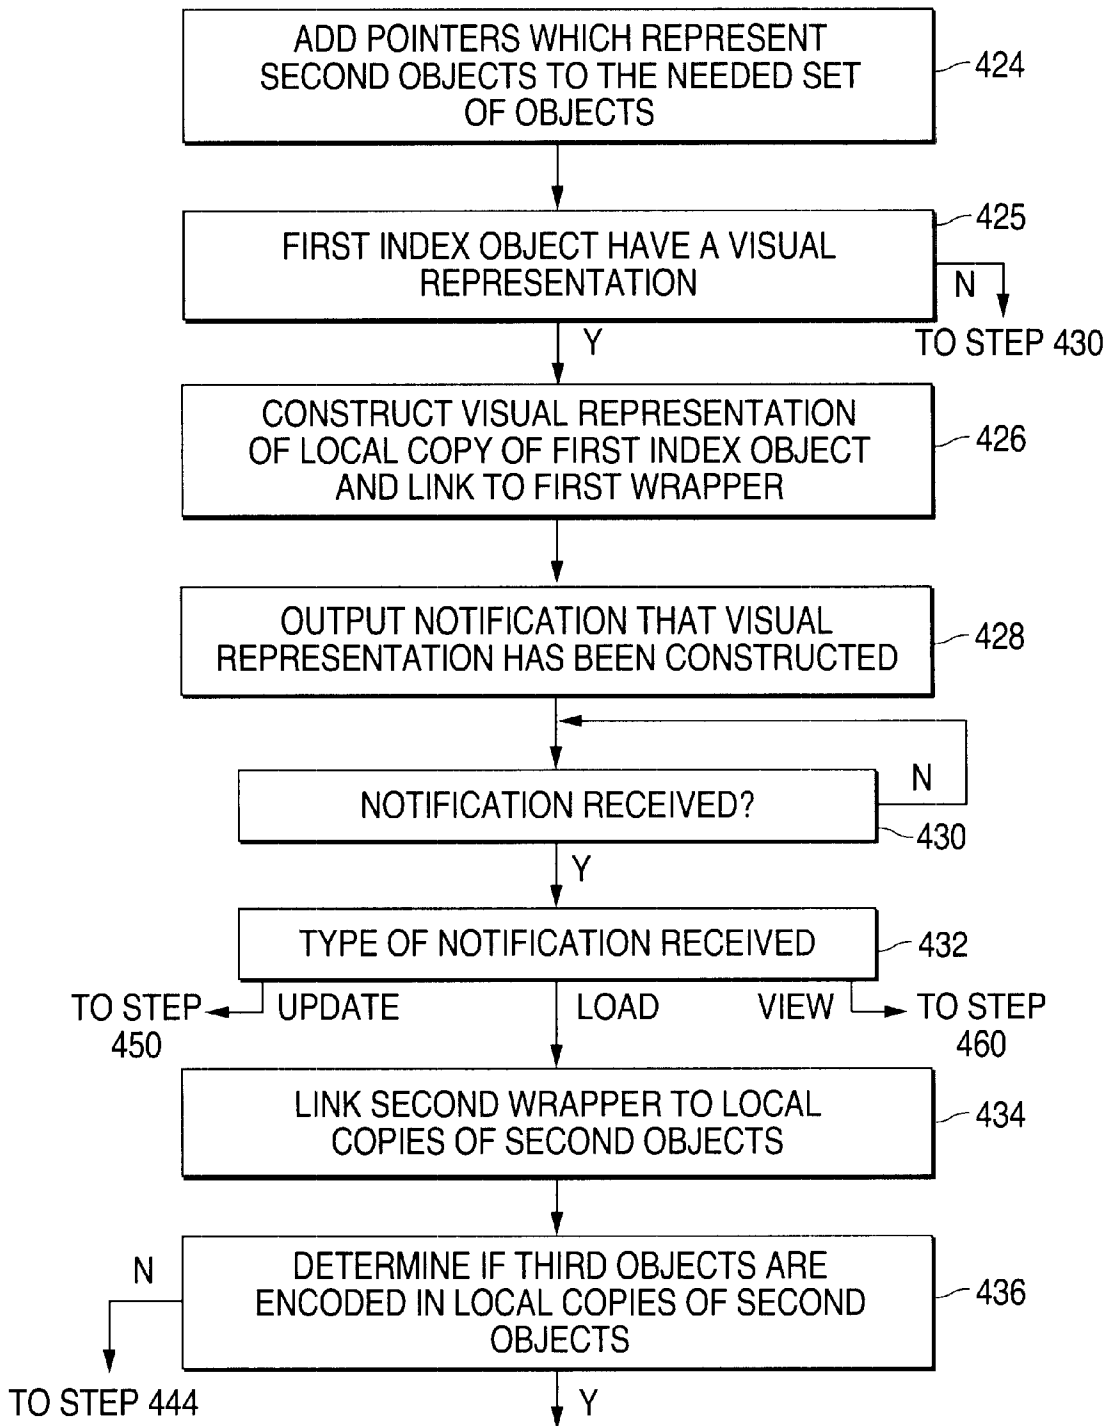 ADD POINTERS WHICH REPRESENT
SECOND OBJECTS TO THE NEEDED SET
OF OBJECTS
424
FIRST INDEX OBJECT HAVE A VISUAL
REPRESENTATION
425
N
TO STEP 430
Y
CONSTRUCT VISUAL REPRESENTATION
OF LOCAL COPY OF FIRST INDEX OBJECT
AND LINK TO FIRST WRAPPER
426
OUTPUT NOTIFICATION THAT VISUAL
REPRESENTATION HAS BEEN CONSTRUCTED
428
NOTIFICATION RECEIVED?
N
430
Y
TYPE OF NOTIFICATION RECEIVED
432
TO STEP
450
UPDATE
LOAD
VIEW
TO STEP
460
LINK SECOND WRAPPER TO LOCAL
COPIES OF SECOND OBJECTS
434
DETERMINE IF THIRD OBJECTS ARE
ENCODED IN LOCAL COPIES OF SECOND
OBJECTS
436
N
TO STEP 444
Y